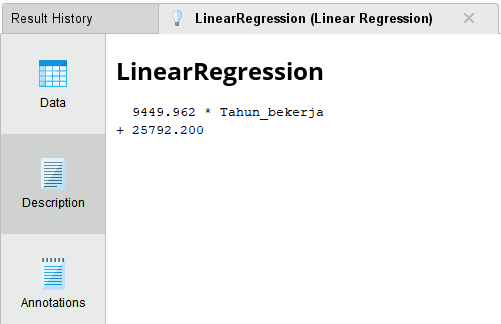 Result History
LinearRegression (Linear Regression)
Data
Description
Annotations
LinearRegression
9449.962 * Tahun_bekerja
+ 25792.200